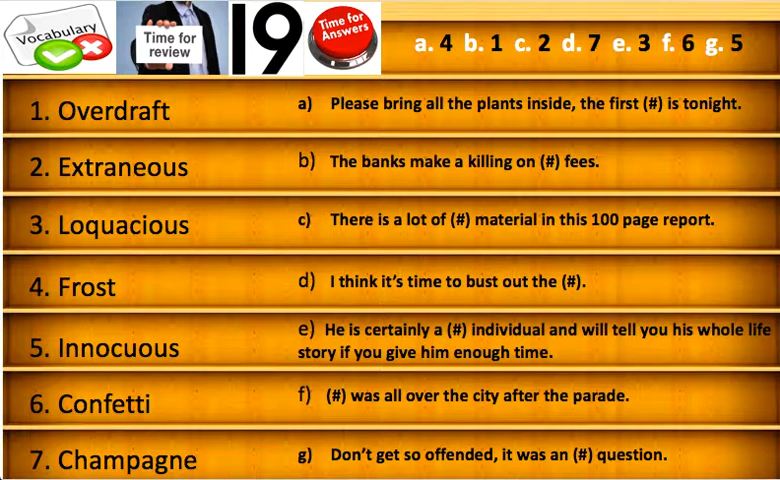 Vocabulary
Time for
review
19
Time for
Answers
a. 4 b. 1 c. 2 d. 7 e. 3 f. 6 g. 5
1. Overdraft
a) Please bring all the plants inside, the first (#) is tonight.
2. Extraneous
b) The banks make a killing on (#) fees.
3. Loquacious
c) There is a lot of (#) material in this 100 page report.
4. Frost
d) I think it’s time to bust out the (#).
5. Innocuous
e) He is certainly a (#) individual and will tell you his whole life
story if you give him enough time.
6. Confetti
f) (#) was all over the city after the parade.
7. Champagne
g) Don’t get so offended, it was an (#) question.